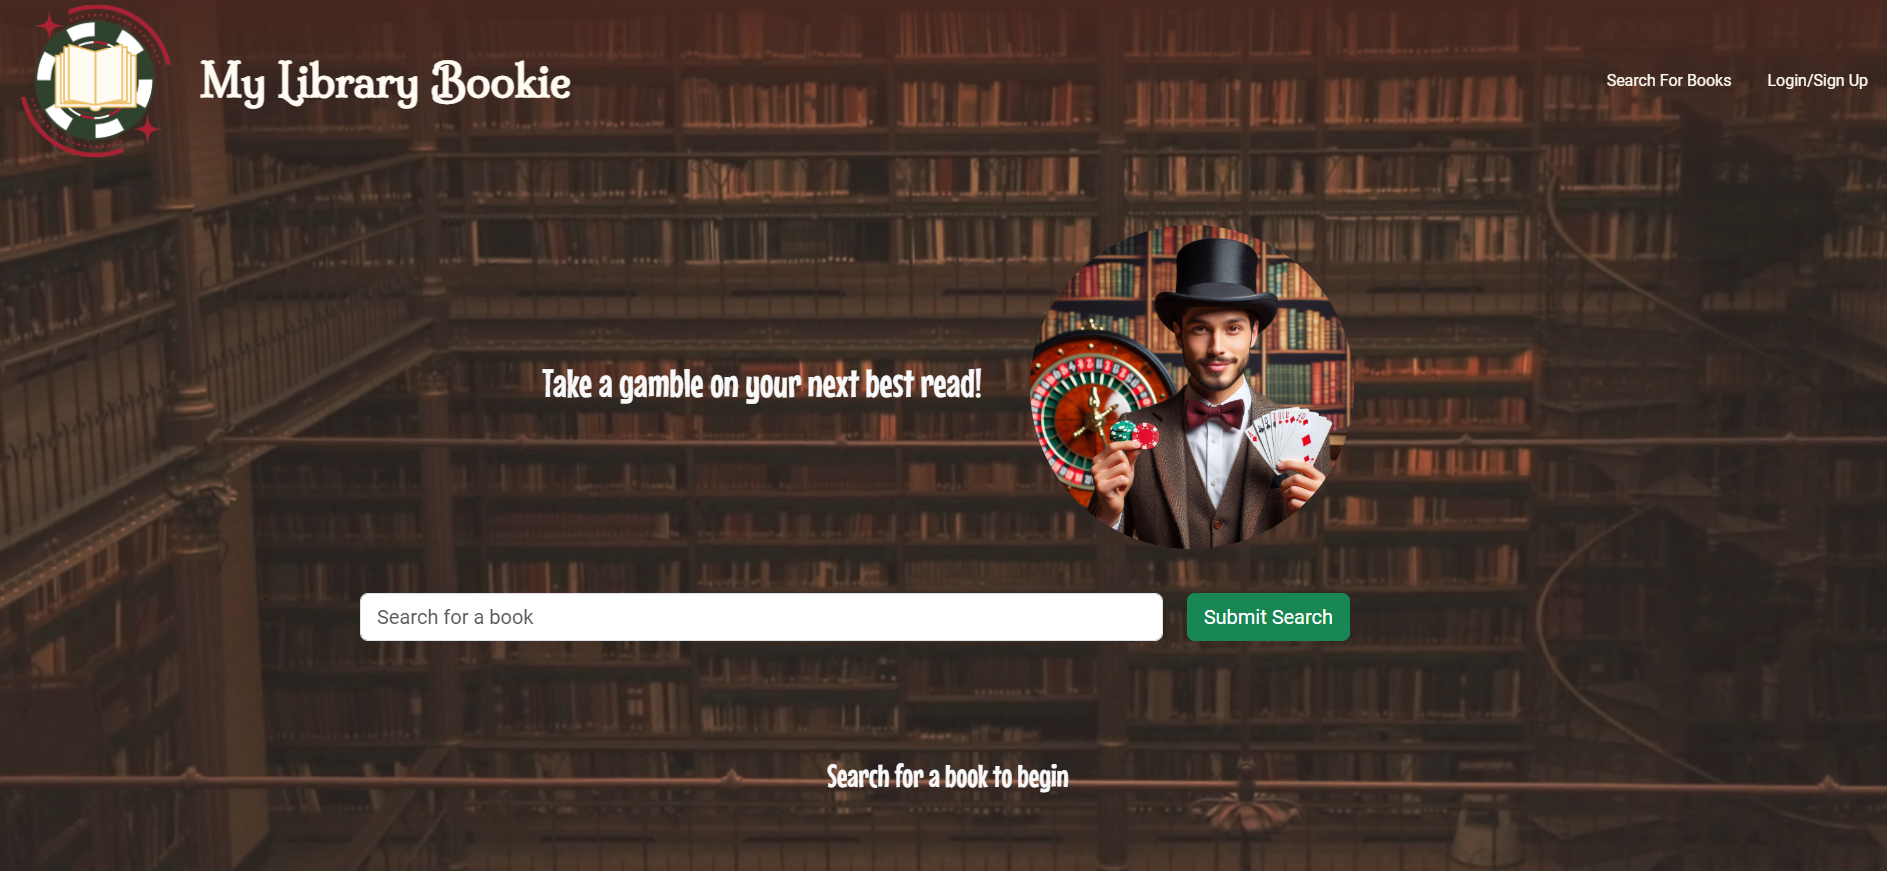 My Library Bookie
Search For Books
Login/Sign Up
Take a gamble on your next best read!
Search for a book
Submit Search
Search for a book to begin